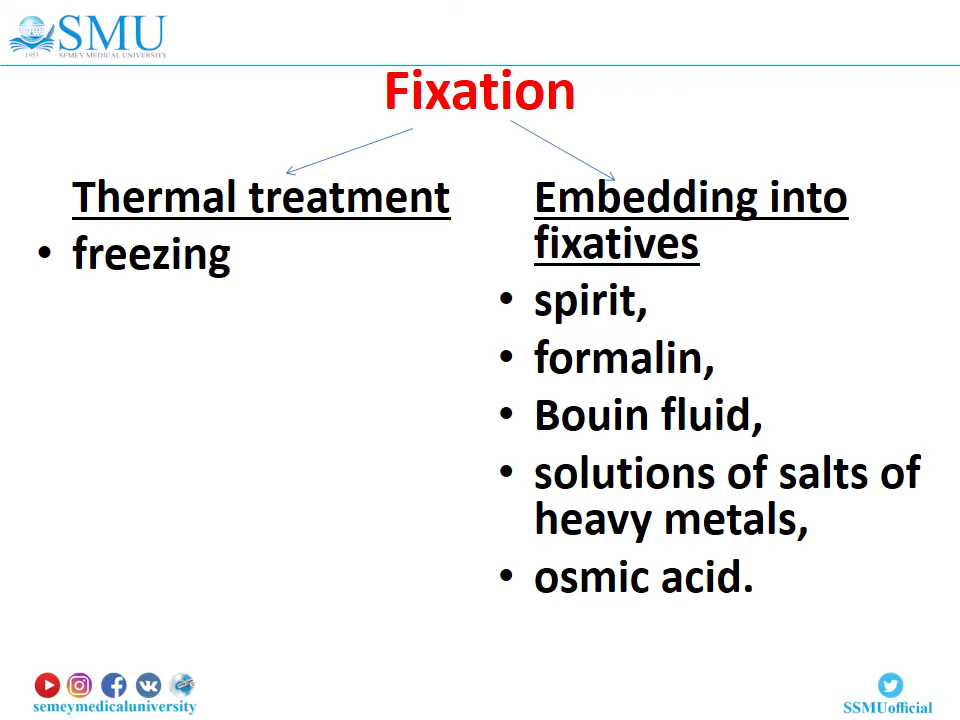 SMU
1953
SEMEY MEDICAL UNIVERSITY
Fixation
Thermal treatment
• freezing
Embedding into
fixatives
• spirit,
• formalin,
• Bouin fluid,
• solutions of salts of
heavy metals,
• osmic acid.
semeymedicaluniversity
SSMUofficial